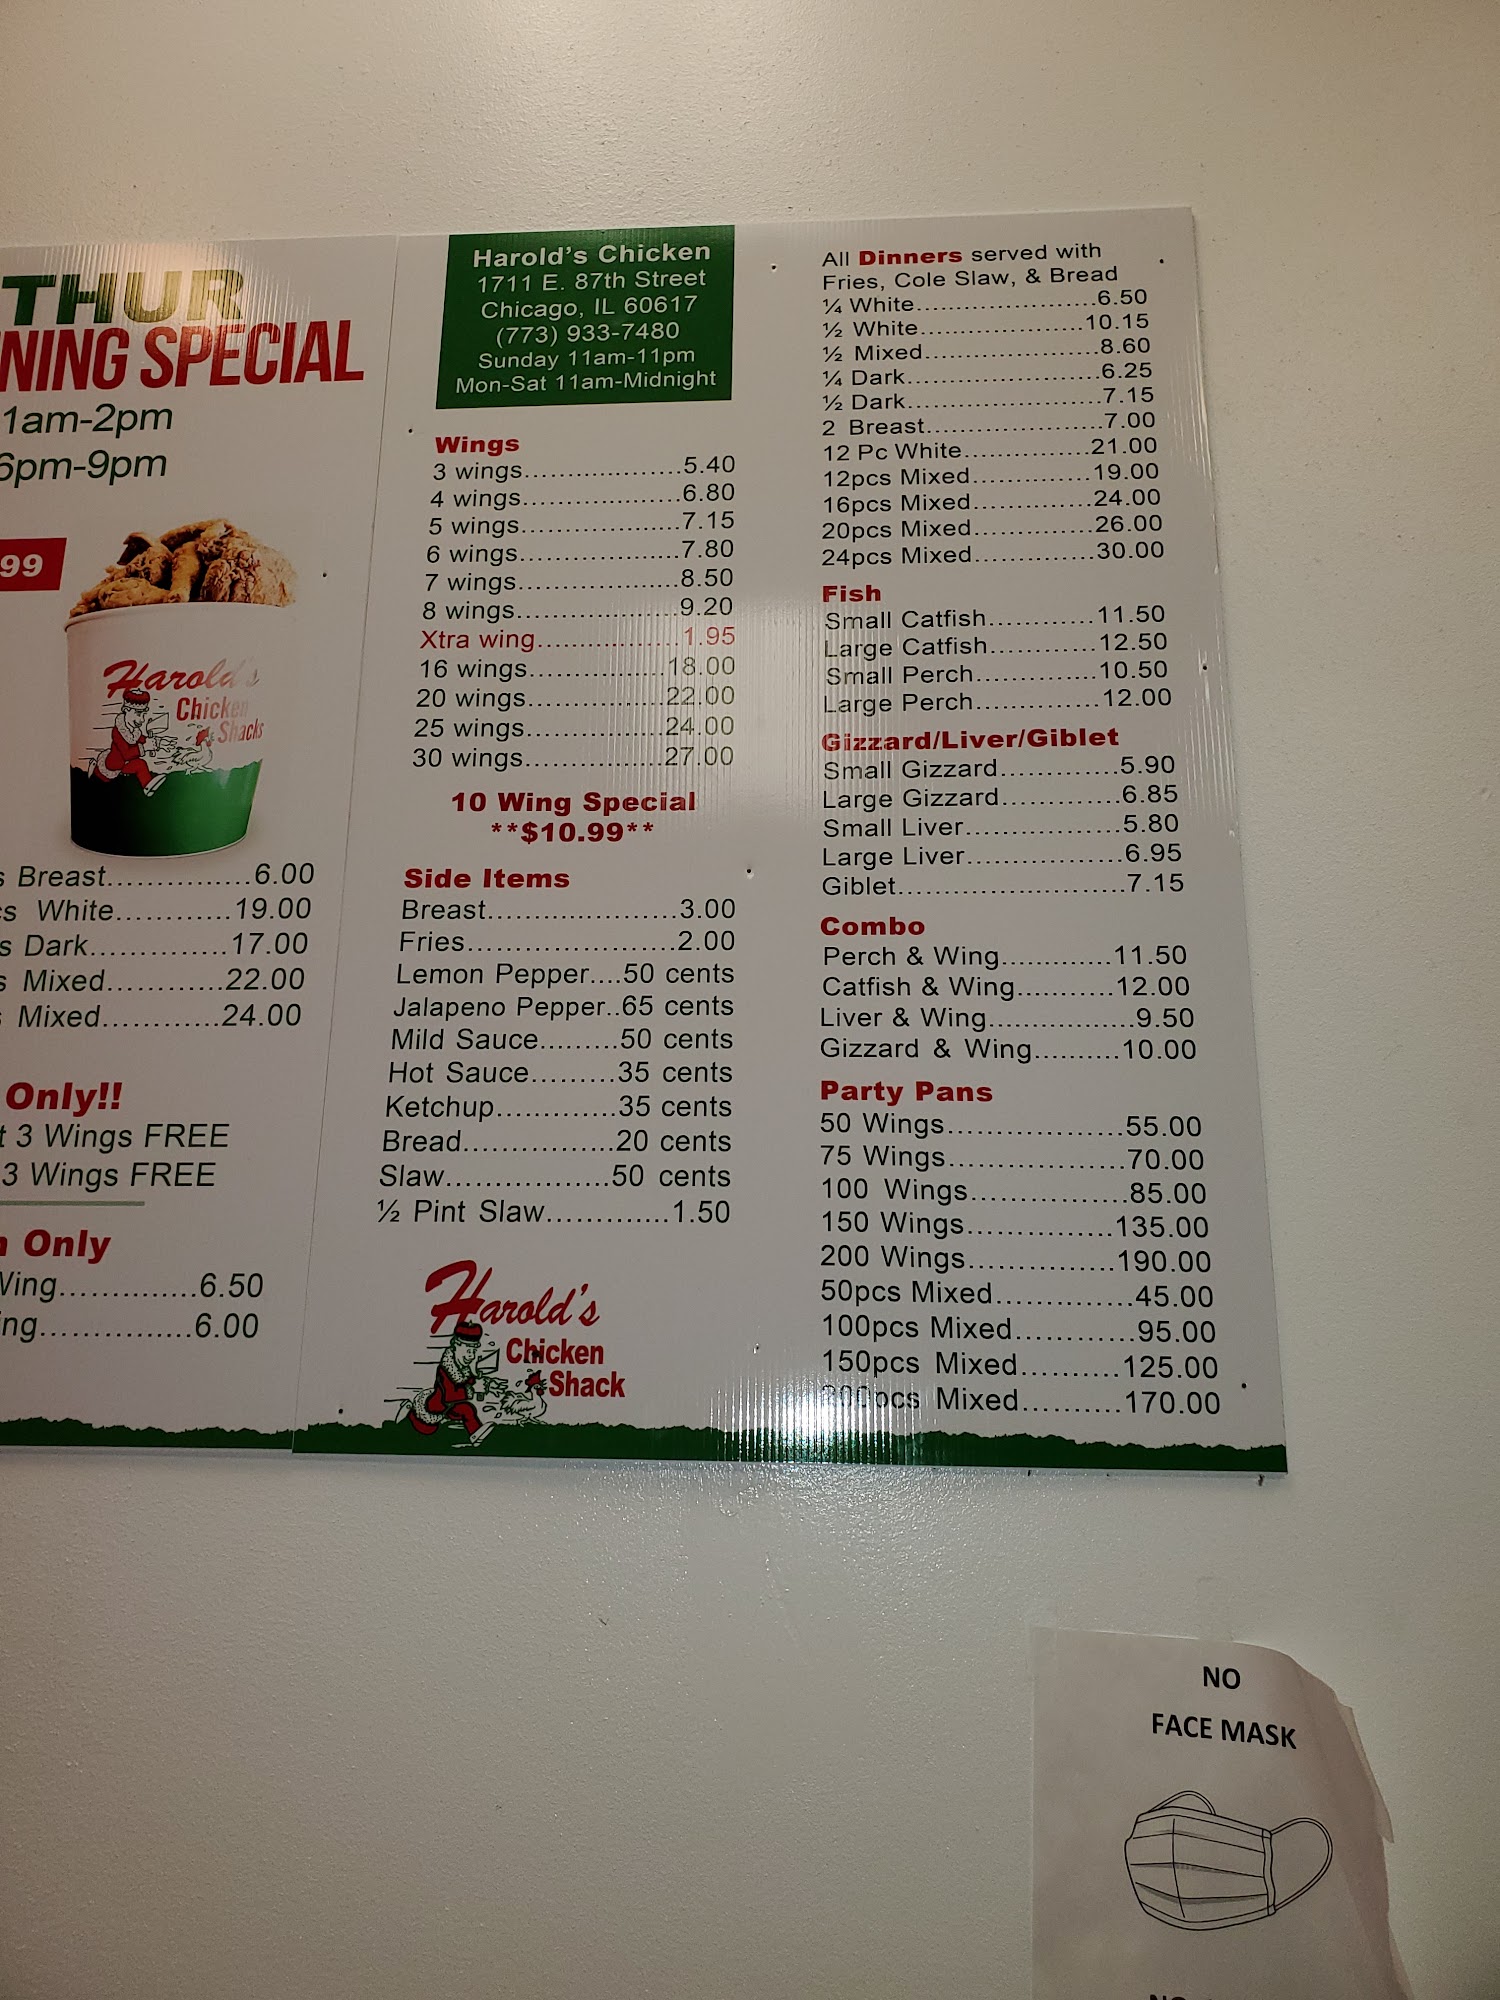 THUR
NING SPECIAL
1am-2pm
6pm-9pm
99
Harold's
Chicken
Shacks
Breast...............6.00
White............19.00
Dark..............17.00
Mixed............22.00
Mixed............24.00
Only!!
3 Wings FREE
3 Wings FREE
Only
Wing..............6.50
ing................6.00
Harold's Chicken
1711 E. 87th Street
Chicago, IL 60617
(773) 933-7480
Sunday 11am-11pm
Mon-Sat 11am-Midnight
Wings
3 wings....................5.40
4 wings....................6.80
5 wings....................7.15
6 wings....................7.80
7 wings....................8.50
8 wings....................9.20
Xtra wing..................1.95
16 wings.................18.00
20 wings.................22.00
25 wings.................24.00
30 wings.................27.00
10 Wing Special
**$10.99**
Side Items
Breast......................3.00
Fries........................2.00
Lemon Pepper....50 cents
Jalapeno Pepper..65 cents
Mild Sauce.........50 cents
Hot Sauce.........35 cents
Ketchup.............35 cents
Bread................20 cents
Slaw..................50 cents
½ Pint Slaw.............1.50
Harold's
Chicken
Shack
All Dinners served with
Fries, Cole Slaw, & Bread
¼ White......................6.50
½ White....................10.15
½ Mixed.....................8.60
¼ Dark.......................6.25
½ Dark.......................7.15
2 Breast.....................7.00
12 Pc White...............21.00
12pcs Mixed..............19.00
16pcs Mixed..............24.00
20pcs Mixed..............26.00
24pcs Mixed..............30.00
Fish
Small Catfish............11.50
Large Catfish............12.50
Small Perch..............10.50
Large Perch..............12.00
Gizzard/Liver/Giblet
Small Gizzard............5.90
Large Gizzard............6.85
Small Liver................5.80
Large Liver................6.95
Giblet........................7.15
Combo
Perch & Wing............11.50
Catfish & Wing..........12.00
Liver & Wing...............9.50
Gizzard & Wing..........10.00
Party Pans
50 Wings...................55.00
75 Wings...................70.00
100 Wings.................85.00
150 Wings................135.00
200 Wings................190.00
50pcs Mixed..............45.00
100pcs Mixed............95.00
150pcs Mixed..........125.00
200pcs Mixed..........170.00
NO
FACE MASK